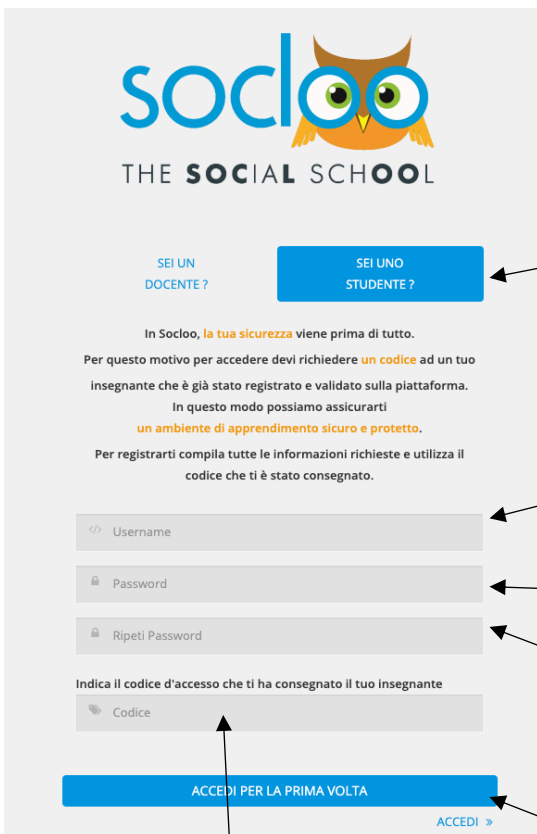 socloo
THE SOCIAL SCHOOL
SEI UN
DOCENTE ?
SEI UNO
STUDENTE ?
In Socloo, la tua sicurezza viene prima di tutto.
Per questo motivo per accedere devi richiedere un codice ad un tuo
insegnante che è già stato registrato e validato sulla piattaforma.
In questo modo possiamo assicurarti
un ambiente di apprendimento sicuro e protetto.
Per registrarti compila tutte le informazioni richieste e utilizza il
codice che ti è stato consegnato.
Username
Password
Ripeti Password
Indica il codice d'accesso che ti ha consegnato il tuo insegnante
Codice
ACCEDI PER LA PRIMA VOLTA
ACCEDI »